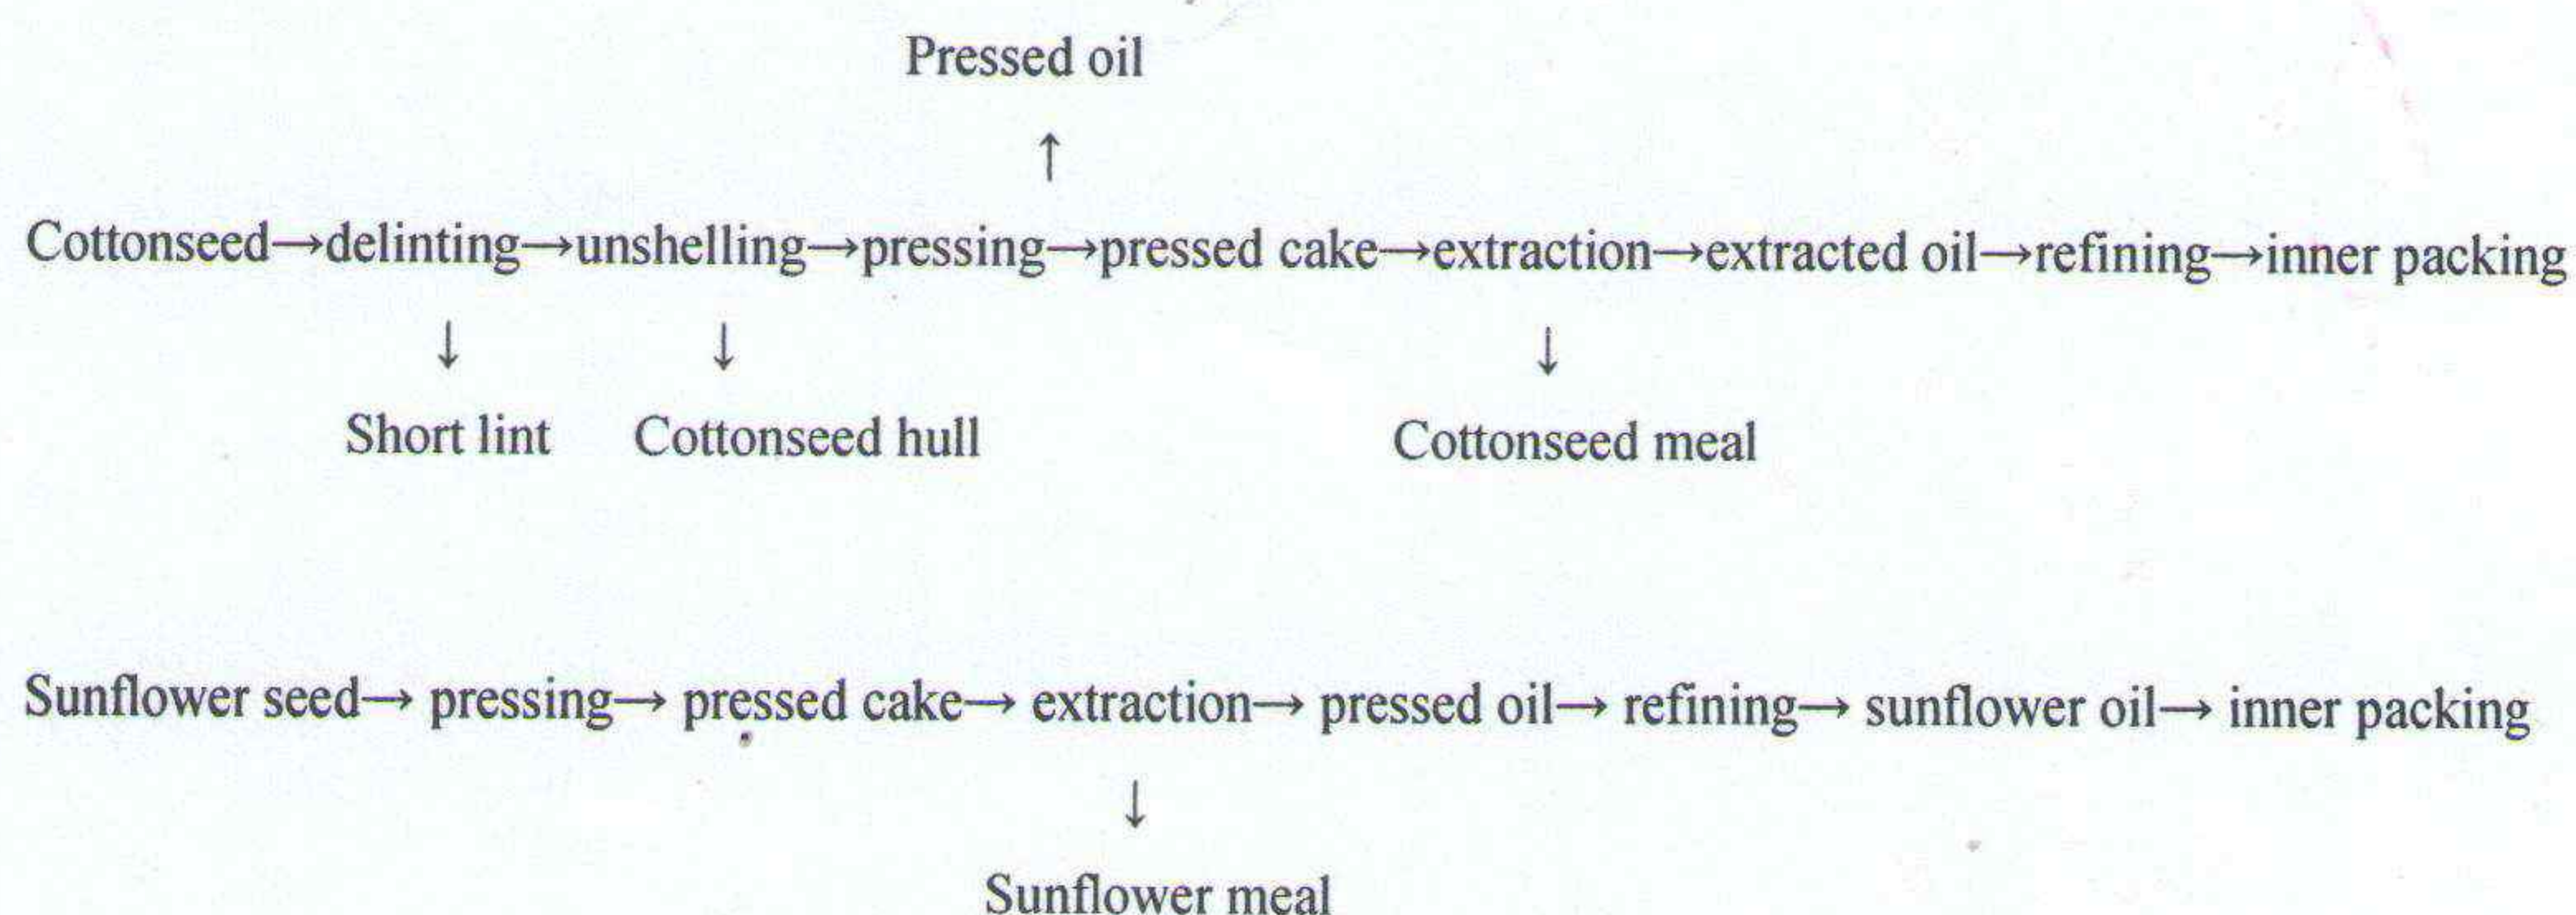 Pressed oil
↑
Cottonseed→delinting→unshelling→pressing→pressed cake→extraction→extracted oil→refining→inner packing
↓ ↓ ↓
Short lint Cottonseed hull Cottonseed meal
Sunflower seed→ pressing→ pressed cake→ extraction→ pressed oil→ refining→ sunflower oil→ inner packing
↓
Sunflower meal